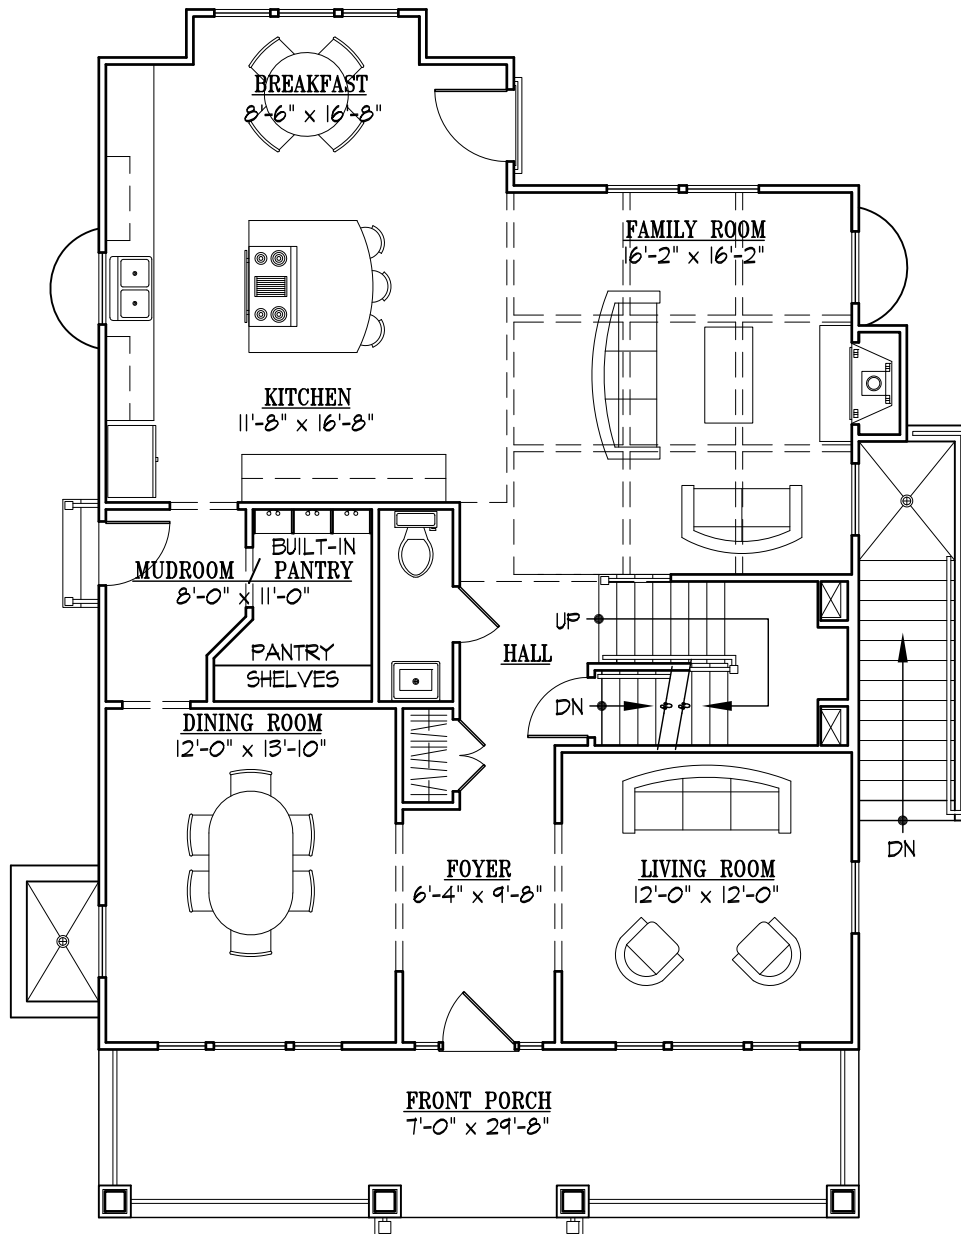 BREAKFAST
8'-6" x 16'-8"
FAMILY ROOM
16'-2" x 16'-2"
KITCHEN
11'-8" x 16'-8"
BUILT-IN
MUDROOM / PANTRY
8'-0" x 11'-0"
UP
PANTRY
SHELVES
HALL
DN
DINING ROOM
12'-0" x 13'-10"
DN
FOYER
6'-4" x 9'-8"
LIVING ROOM
12'-0" x 12'-0"
FRONT PORCH
7'-0" x 29'-8"